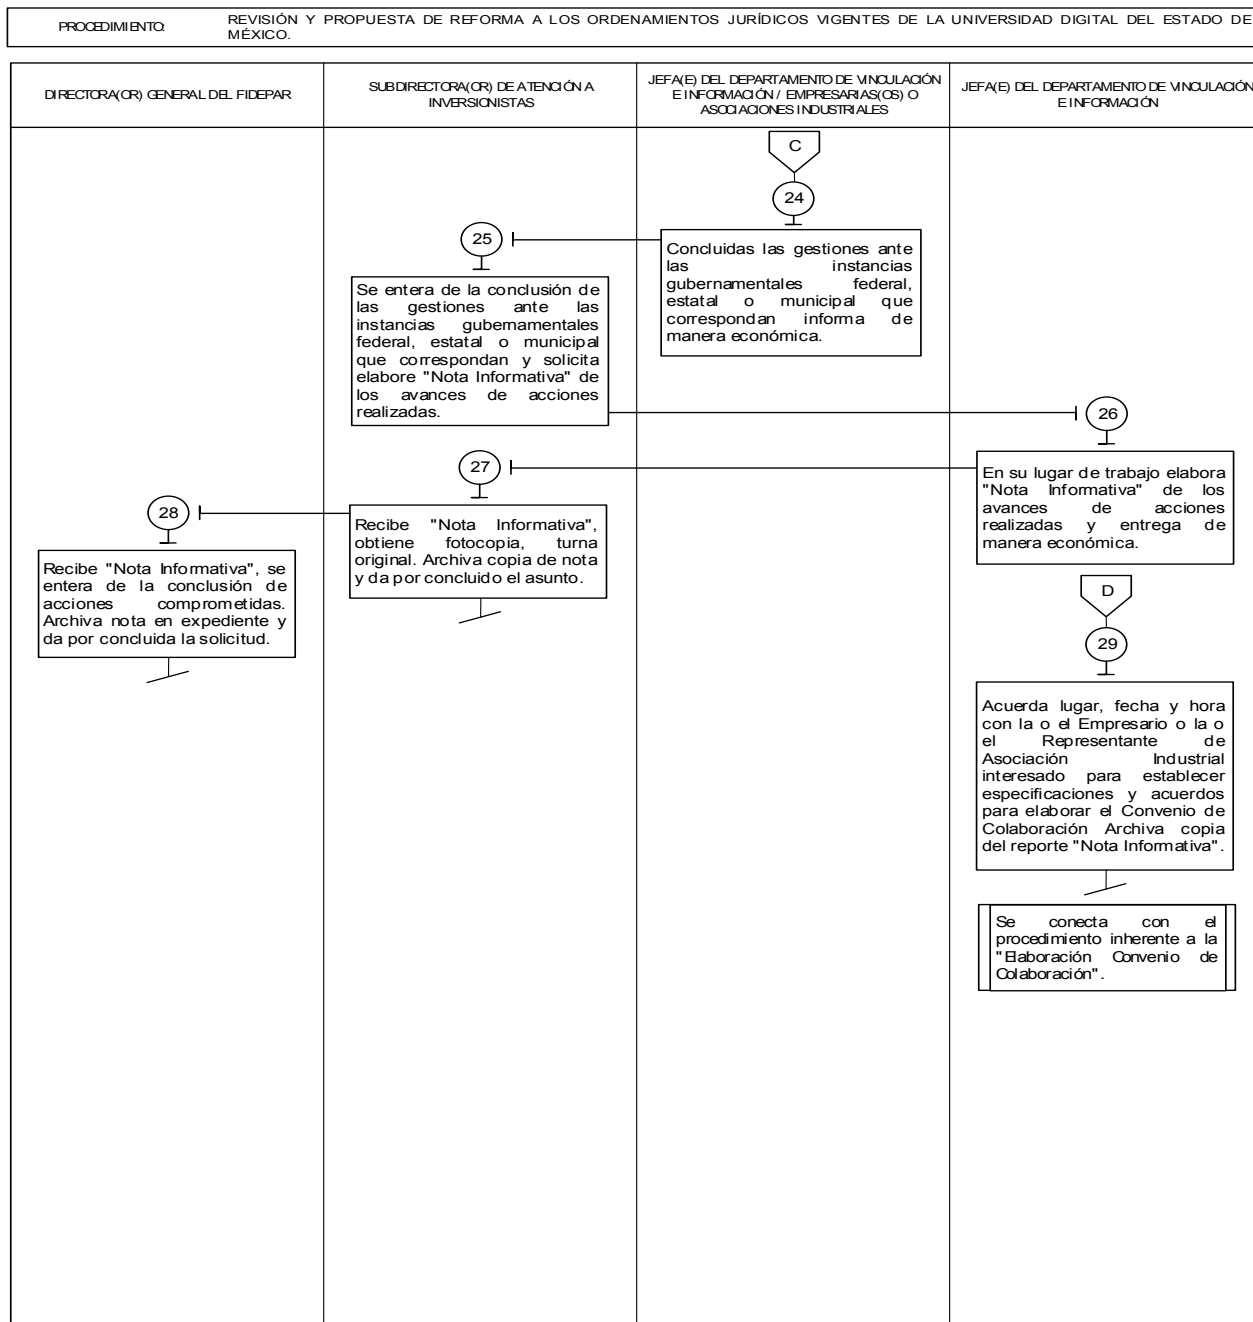 PROCEDIMIENTO:
REVISIÓN Y PROPUESTA DE REFORMA A LOS ORDENAMIENTOS JURÍDICOS VIGENTES DE LA UNIVERSIDAD DIGITAL DEL ESTADO DE
MÉXICO.
DIRECTORA(OR) GENERAL DEL FIDEPAR
SUBDIRECTORA(OR) DE ATENCIÓN A
INVERSIONISTAS
JEFA(E) DEL DEPARTAMENTO DE VINCULACIÓN
E INFORMACIÓN / EMPRESARIAS(OS) O
ASOCIACIONES INDUSTRIALES
JEFA(E) DEL DEPARTAMENTO DE VINCULACIÓN
E INFORMACIÓN
C
24
Concluidas las gestiones ante
las instancias
gubernamentales federal,
estatal o municipal que
correspondan informa de
manera económica.
25
Se entera de la conclusión de
las gestiones ante las
instancias gubernamentales
federal, estatal o municipal
que correspondan y solicita
elabore "Nota Informativa" de
los avances de acciones
realizadas.
26
En su lugar de trabajo elabora
"Nota Informativa" de los
avances de acciones
realizadas y entrega de
manera económica.
27
Recibe "Nota Informativa",
obtiene fotocopia, turna
original. Archiva copia de nota
y da por concluido el asunto.
28
Recibe "Nota Informativa", se
entera de la conclusión de
acciones comprometidas.
Archiva nota en expediente y
da por concluida la solicitud.
D
29
Acuerda lugar, fecha y hora
con la o el Empresario o la o
el Representante de
Asociación Industrial
interesado para establecer
especificaciones y acuerdos
para elaborar el Convenio de
Colaboración Archiva copia
del reporte "Nota Informativa".
Se conecta con el
procedimiento inherente a la
"Elaboración Convenio de
Colaboración".